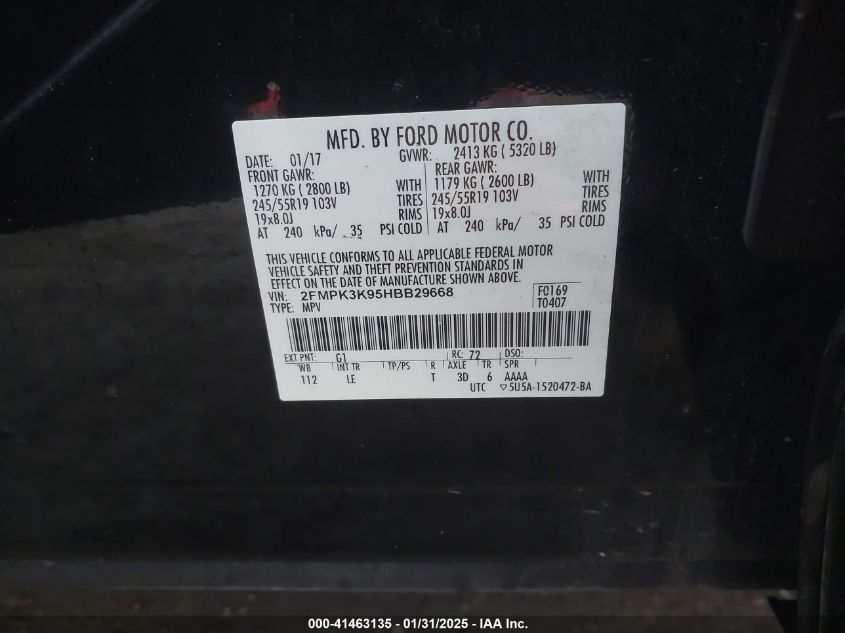 MFD. BY FORD MOTOR CO.
DATE: 01/17 GVWR: 2413 KG ( 5320 LB)
FRONT GAWR: REAR GAWR:
1270 KG ( 2800 LB) WITH 1179 KG ( 2600 LB) WITH
245/55R19 103V TIRES 245/55R19 103V TIRES
19x8.0J RIMS 19x8.0J RIMS
AT 240 kPa/ 35 PSI COLD AT 240 kPa/ 35 PSI COLD
THIS VEHICLE CONFORMS TO ALL APPLICABLE FEDERAL MOTOR
VEHICLE SAFETY AND THEFT PREVENTION STANDARDS IN
EFFECT ON THE DATE OF MANUFACTURE SHOWN ABOVE.
VIN: 2FMPK3K95HBB29668 F0169
TYPE: MPV T0407
EXT PNT: G1 RC: 72 DSO:
WB INT TR TP/PS R AXLE TR SPR
112 LE T 3D 6 AAAA
UTC ▽5U5A-1520472-BA
000-41463135 - 01/31/2025 - IAA Inc.